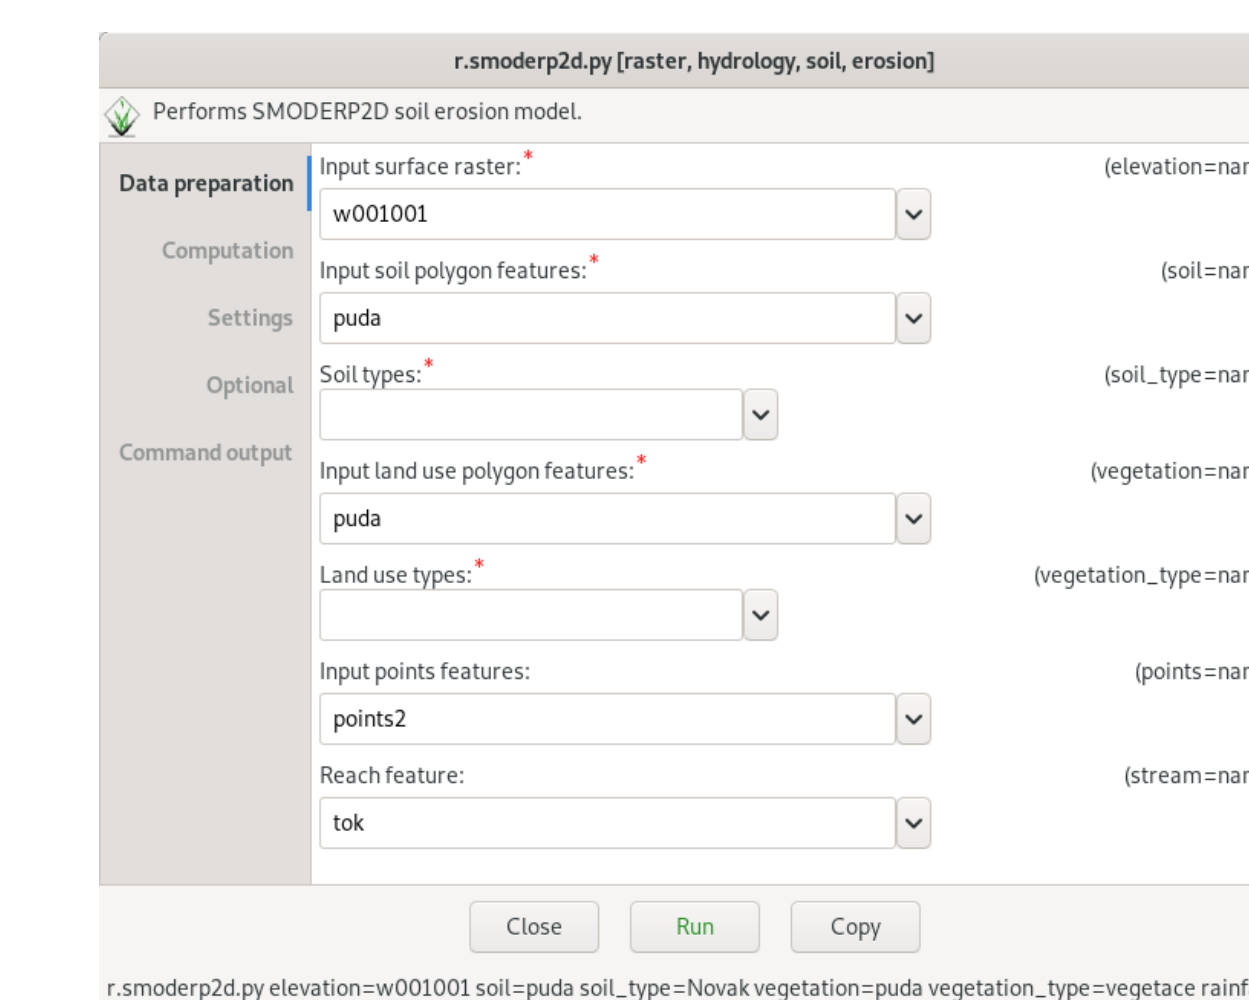 r.smoderp2d.py [raster, hydrology, soil, erosion]
Performs SMODERP2D soil erosion model.
Data preparation
Computation
Settings
Optional
Command output
Input surface raster:* (elevation=nar
w001001
Input soil polygon features:* (soil=nar
puda
Soil types:* (soil_type=nar
Input land use polygon features:* (vegetation=nar
puda
Land use types:* (vegetation_type=nar
Input points features: (points=nar
points2
Reach feature: (stream=nar
tok
Close Run Copy
r.smoderp2d.py elevation=w001001 soil=puda soil_type=Novak vegetation=puda vegetation_type=vegetace rainf